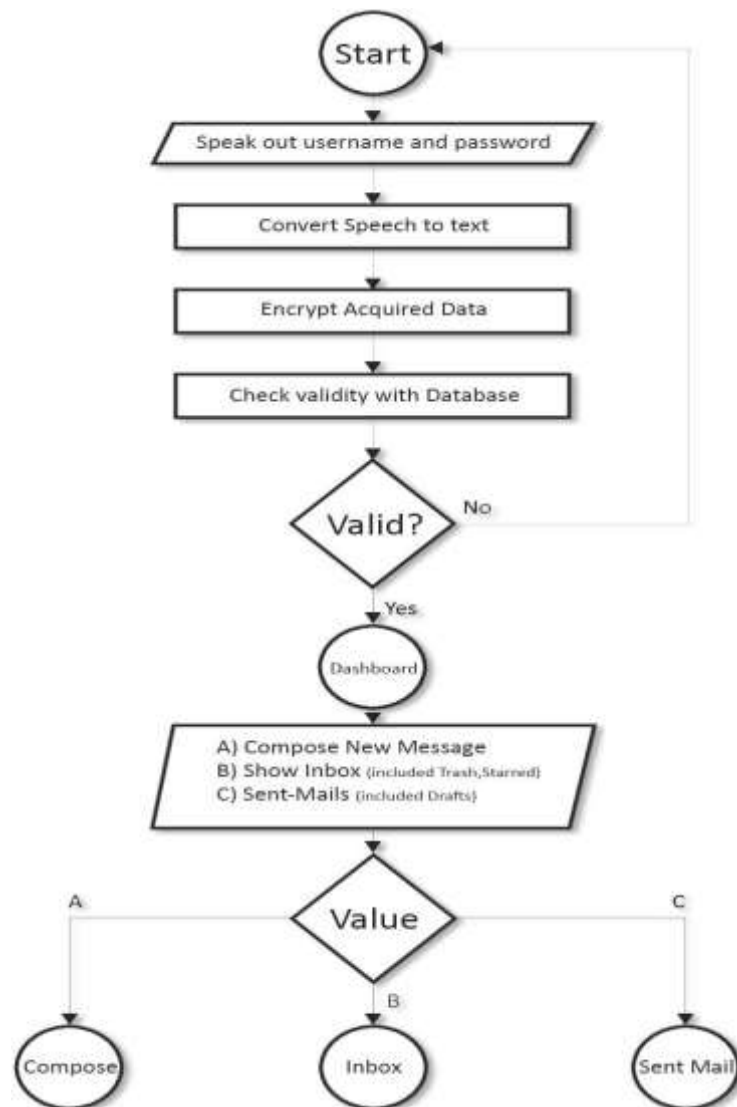 Start
Speak out username and password
Convert Speech to text
Encrypt Acquired Data
Check validity with Database
Valid?
No
Yes
Dashboard
A) Compose New Message
B) Show Inbox (included Trash,Starred)
C) Sent-Mails (included Drafts)
A
Value
C
B
Compose
Inbox
Sent Mail